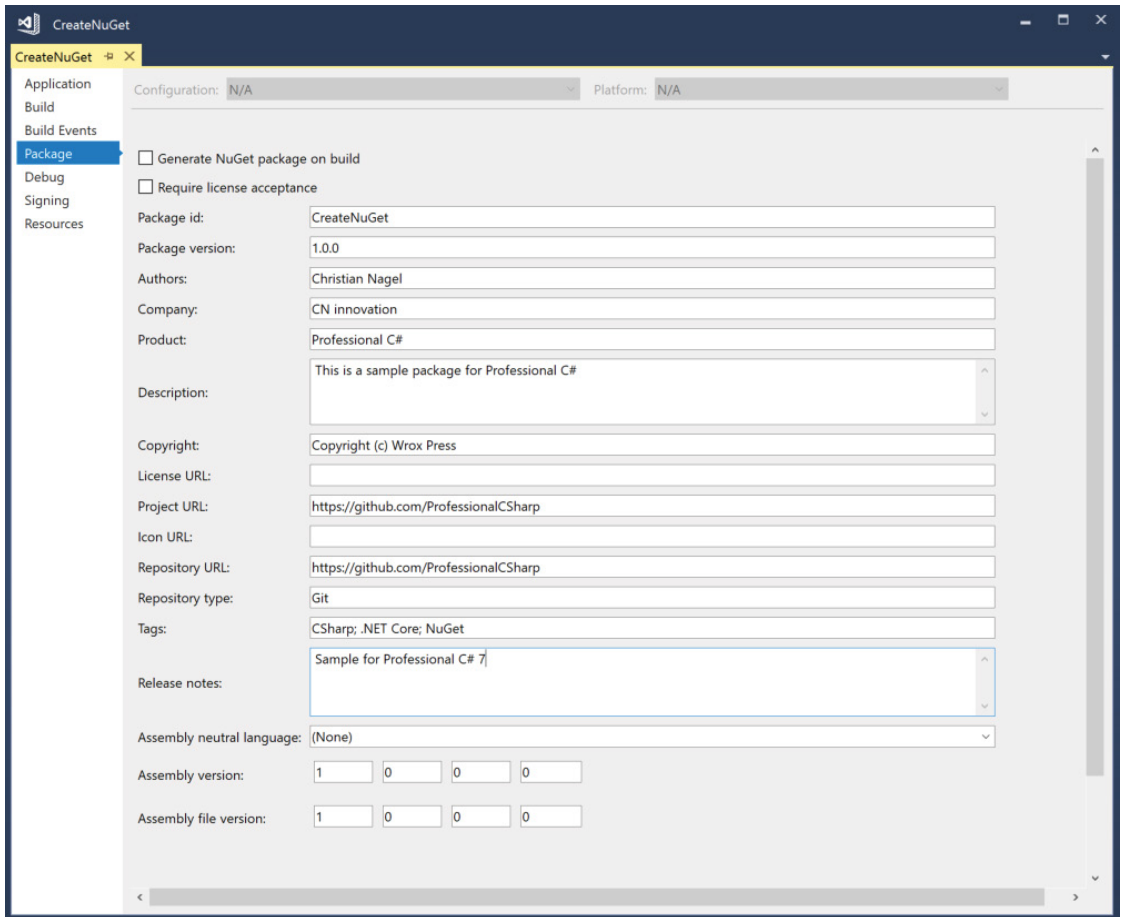 CreateNuGet
CreateNuGet
Application
Build
Build Events
Package
Debug
Signing
Resources
Configuration: N/A Platform: N/A
Generate NuGet package on build
Require license acceptance
Package id: CreateNuGet
Package version: 1.0.0
Authors: Christian Nagel
Company: CN innovation
Product: Professional C#
Description: This is a sample package for Professional C#
Copyright: Copyright (c) Wrox Press
License URL:
Project URL: https://github.com/ProfessionalCSharp
Icon URL:
Repository URL: https://github.com/ProfessionalCSharp
Repository type: Git
Tags: CSharp; .NET Core; NuGet
Release notes: Sample for Professional C# 7
Assembly neutral language: (None)
Assembly version: 1 0 0 0
Assembly file version: 1 0 0 0